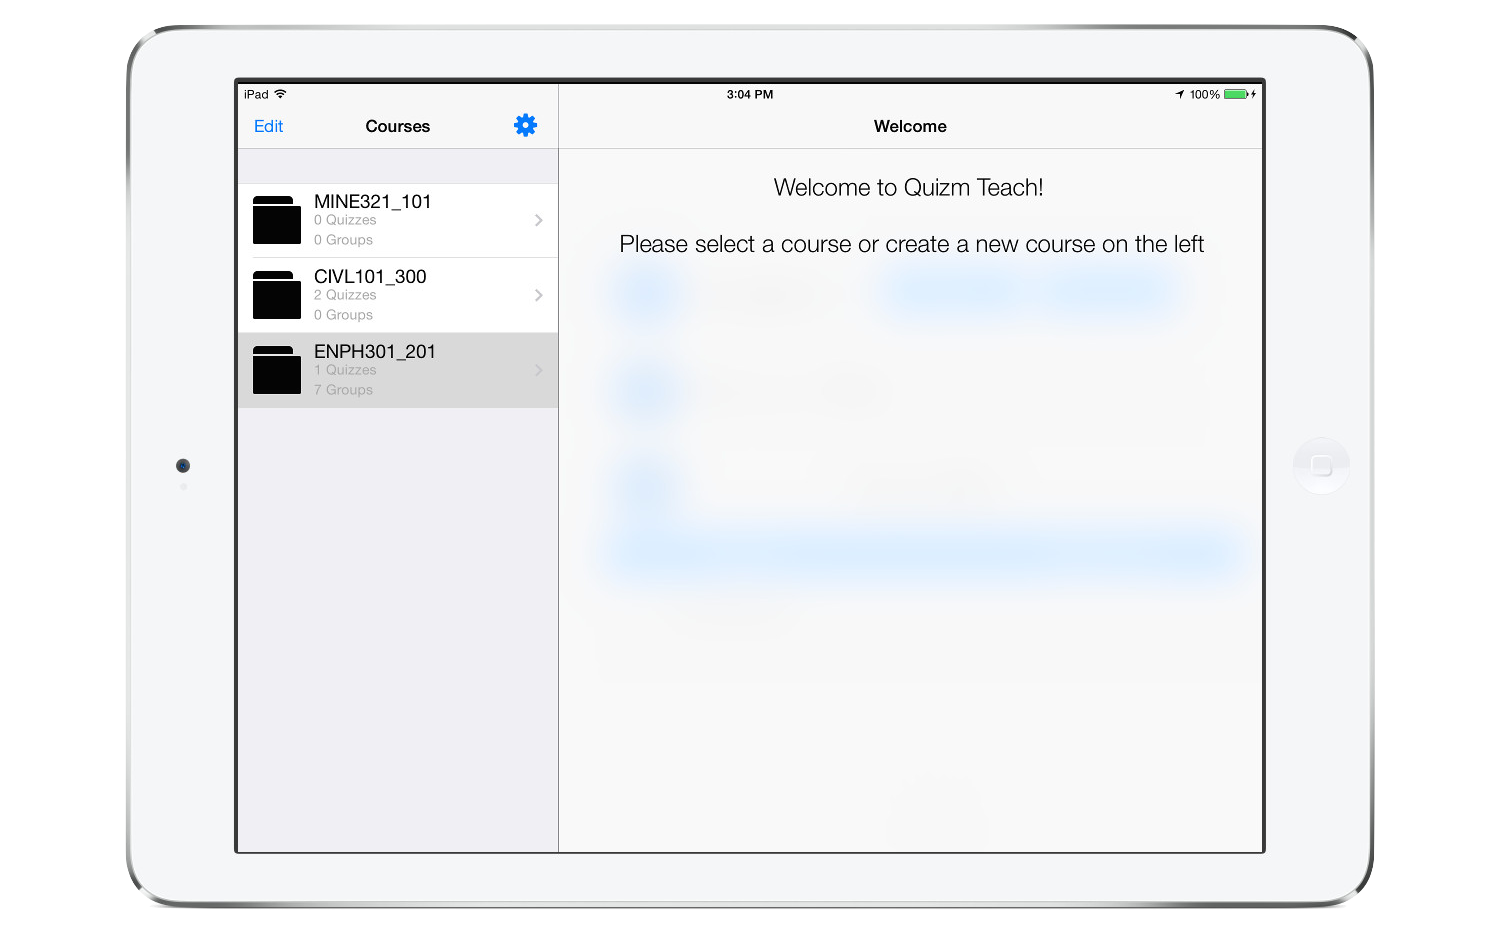 iPad
3:04 PM
100%
Edit
Courses
Welcome
MINE321_101
0 Quizzes
0 Groups
CIVL101_300
2 Quizzes
0 Groups
ENPH301_201
1 Quizzes
7 Groups
Welcome to Quizm Teach!
Please select a course or create a new course on the left